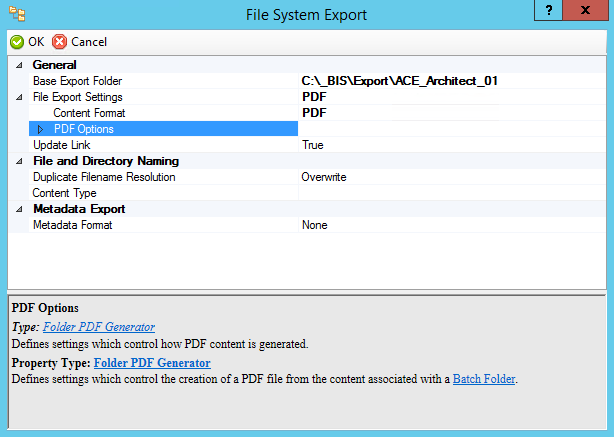 File System Export
? X
OK Cancel
General
Base Export Folder C:\_BIS\Export\ACE_Architect_01
File Export Settings PDF
Content Format PDF
PDF Options
Update Link True
File and Directory Naming
Duplicate Filename Resolution Overwrite
Content Type
Metadata Export
Metadata Format None
PDF Options
Type: Folder PDF Generator
Defines settings which control how PDF content is generated.
Property Type: Folder PDF Generator
Defines settings which control the creation of a PDF file from the content associated with a Batch Folder.